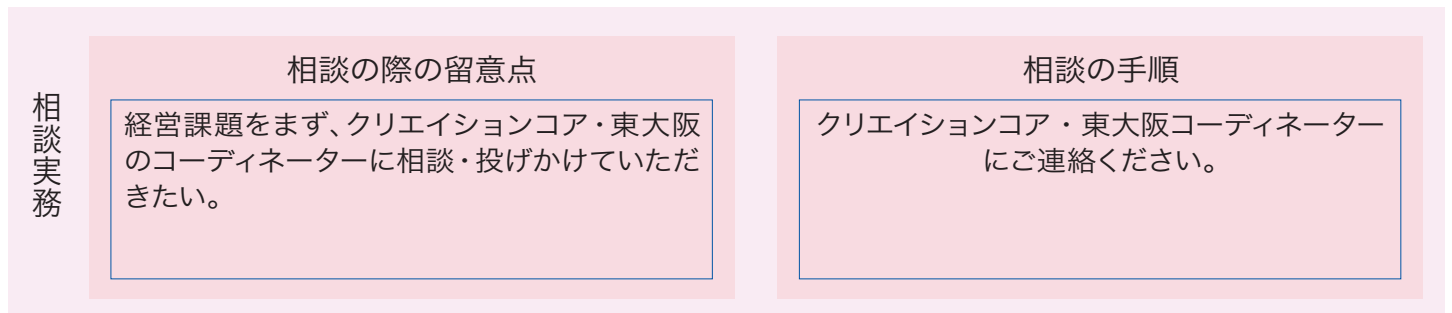 相談実務
相談の際の留意点
経営課題をまず、クリエイションコア・東大阪
のコーディネーターに相談・投げかけていただ
きたい。
相談の手順
クリエイションコア・東大阪コーディネーター
にご連絡ください。